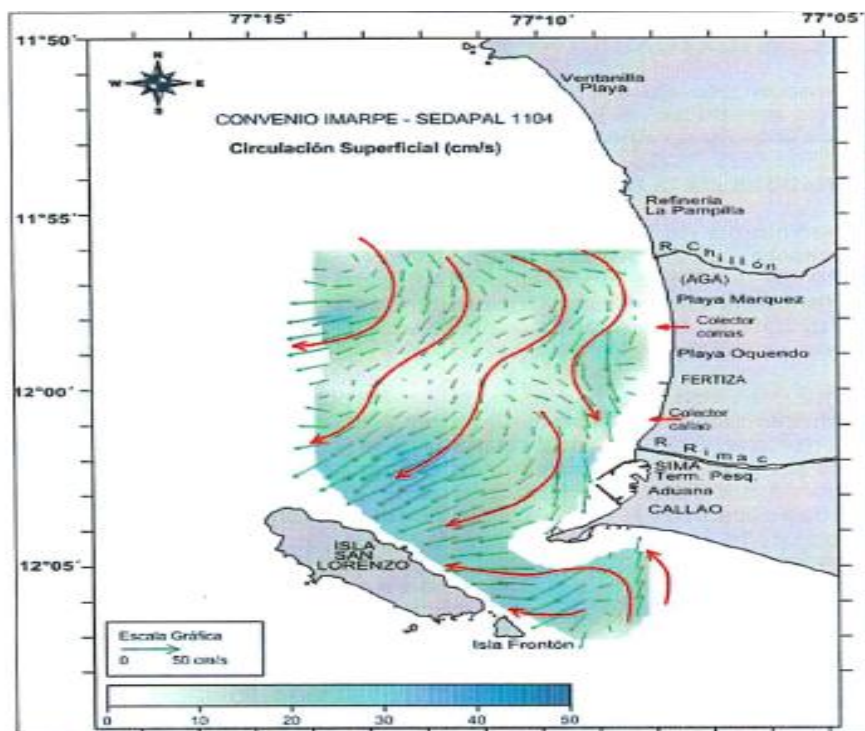 77°15´
77°10´
77°05´
11°50´
N
W
E
S
Ventanilla
Playa
CONVENIO IMARPE - SEDAPAL 1104
Circulación Superficial (cm/s)
11°55´
Refinería
La Pampilla
R. Chillón
(AGA)
Playa Marquez
Colector
comas
Playa Oquendo
12°00´
FERTIZA
Colector
callao
R. Rimac
SIMA
Term. Pesq.
Aduana
CALLAO
ISLA
SAN
LORENZO
12°05´
Isla Frontón
Escala Gráfica
0 50 cm/s
0 10 20 30 40 50